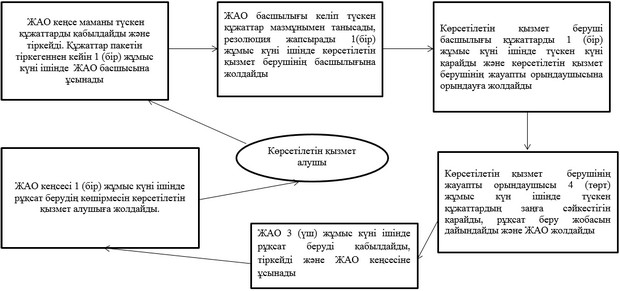 ЖАО кеңсе маманы түскен
құжаттарды қабылдайды және
тіркейді. Құжаттар пакетін
тіркегеннен кейін 1 (бір) жұмыс
күні ішінде ЖАО басшысына
ұсынады
ЖАО басшылығы келіп түскен
құжаттар мазмұнымен танысады,
резолюция жапсырады 1(бір)
жұмыс күні ішінде көрсетілетін
қызмет берушінің басшылығына
жолдайды
Көрсетілетін қызмет беруші
басшылығы құжаттарды 1 (бір)
жұмыс күні ішінде түскен күні
қарайды және көрсетілетін қызмет
берушінің жауапты орындаушысына
орындауға жолдайды
Көрсетілетін қызмет
алушы
ЖАО кеңсесі 1 (бір) жұмыс күні ішінде
рұқсат берудің көшірмесін көрсетілетін
қызмет алушыға жолдайды.
Көрсетілетін қызмет берушінің
жауапты орындаушысы 4 (төрт)
жұмыс күн ішінде түскен
құжаттардың заңға сәйкестігін
қарайды, рұқсат беру жобасын
дайындайды және ЖАО жолдайды
ЖАО 3 (үш) жұмыс күні ішінде
рұқсат беруді қабылдайды,
тіркейді және ЖАО кеңсесіне
ұсынады